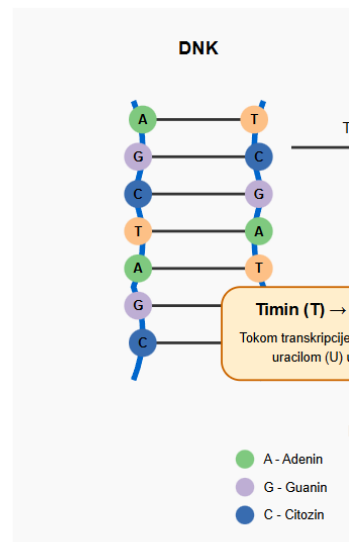 DNK
A T
T
G C
C G
T A
A T
G
C
Timin (T) →
Tokom transkripcije
uracilom (U) u
A - Adenin
G - Guanin
C - Citozin